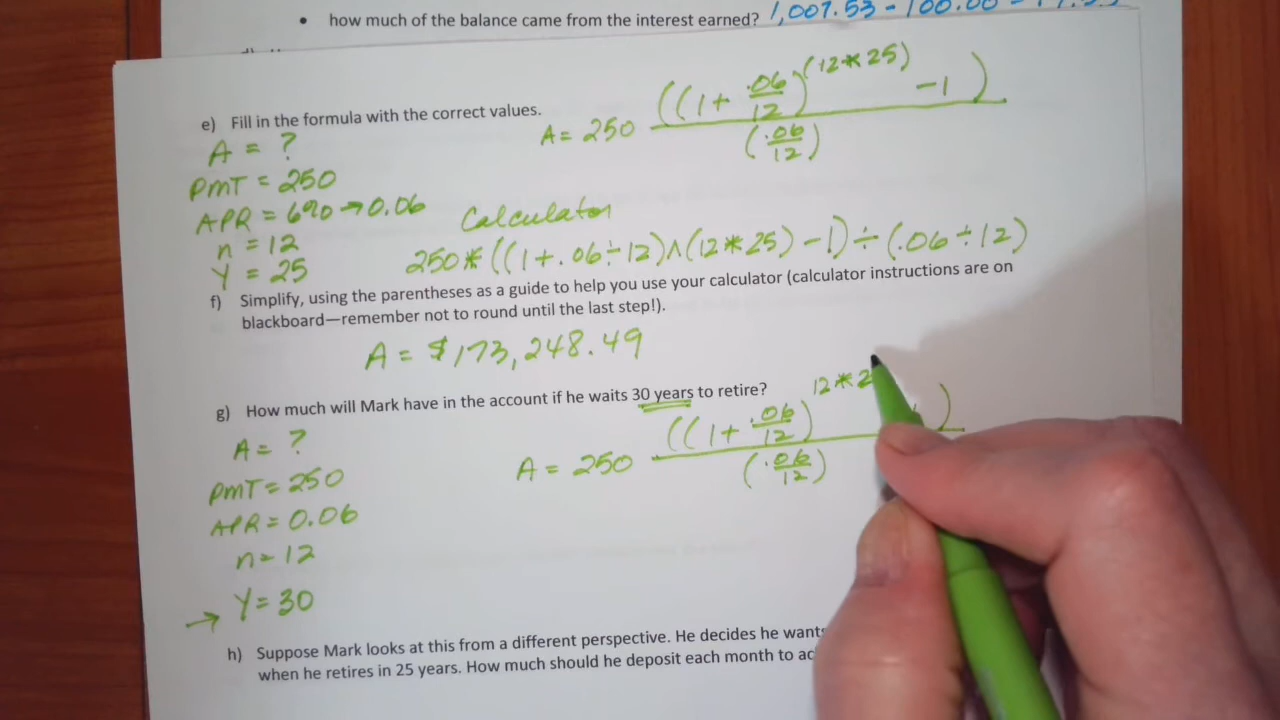 • how much of the balance came from the interest earned? 1,007.53 - 100.00 =
e) Fill in the formula with the correct values.
A = 250 ((1 + .06/12)^(12*25) - 1) / (.06/12)
A = ?
PMT = 250
APR = 6% → 0.06
n = 12
Y = 25
Calculator
250 * ((1 + .06 ÷ 12) ^ (12 * 25) - 1) ÷ (.06 ÷ 12)
f) Simplify, using the parentheses as a guide to help you use your calculator (calculator instructions are on
blackboard—remember not to round until the last step!).
A = $173,248.49
g) How much will Mark have in the account if he waits 30 years to retire?
A = 250 ((1 + .06/12)^12*2 ) / (.06/12)
A = ?
PMT = 250
APR = 0.06
n = 12
→ Y = 30
h) Suppose Mark looks at this from a different perspective. He decides he wants
when he retires in 25 years. How much should he deposit each month to